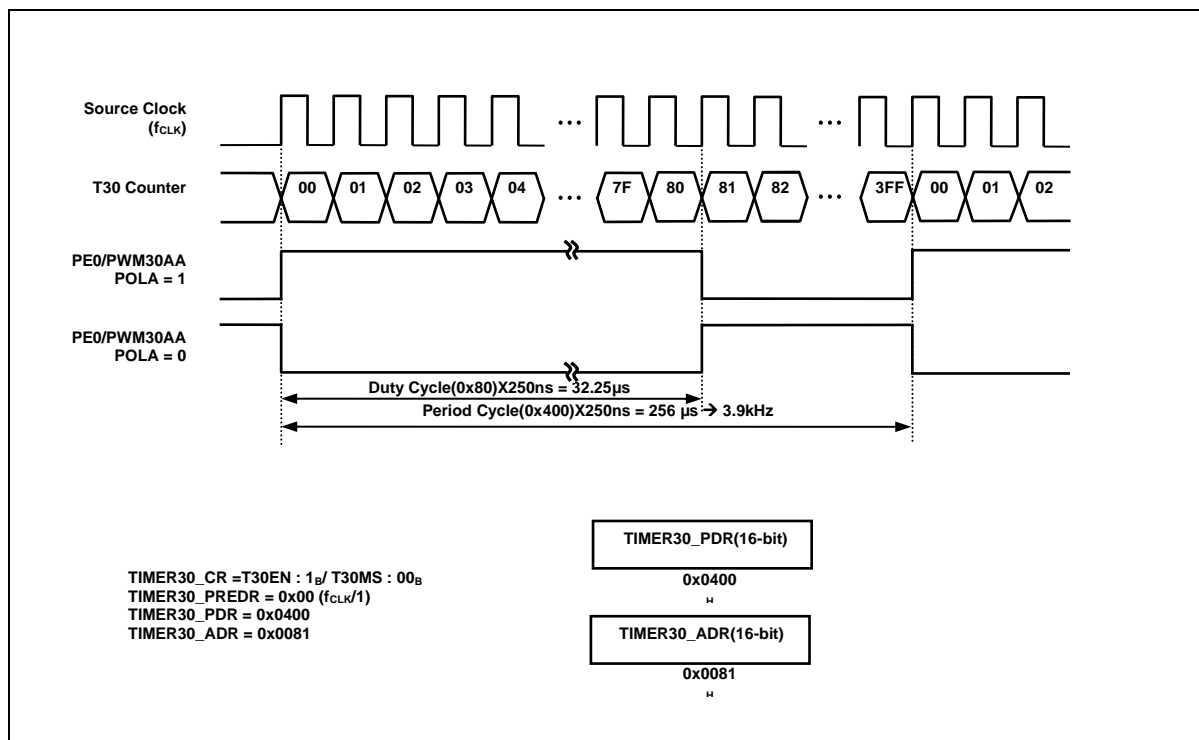 Source Clock
(fCLK)
T30 Counter
00 01 02 03 04 ... 7F 80 81 82 ... 3FF 00 01 02
PE0/PWM30AA
POLA = 1
PE0/PWM30AA
POLA = 0
Duty Cycle(0x80)X250ns = 32.25µs
Period Cycle(0x400)X250ns = 256 µs → 3.9kHz
TIMER30_CR =T30EN : 1B/ T30MS : 00B
TIMER30_PREDR = 0x00 (fCLK/1)
TIMER30_PDR = 0x0400
TIMER30_ADR = 0x0081
TIMER30_PDR(16-bit)
0x0400
H
TIMER30_ADR(16-bit)
0x0081
H